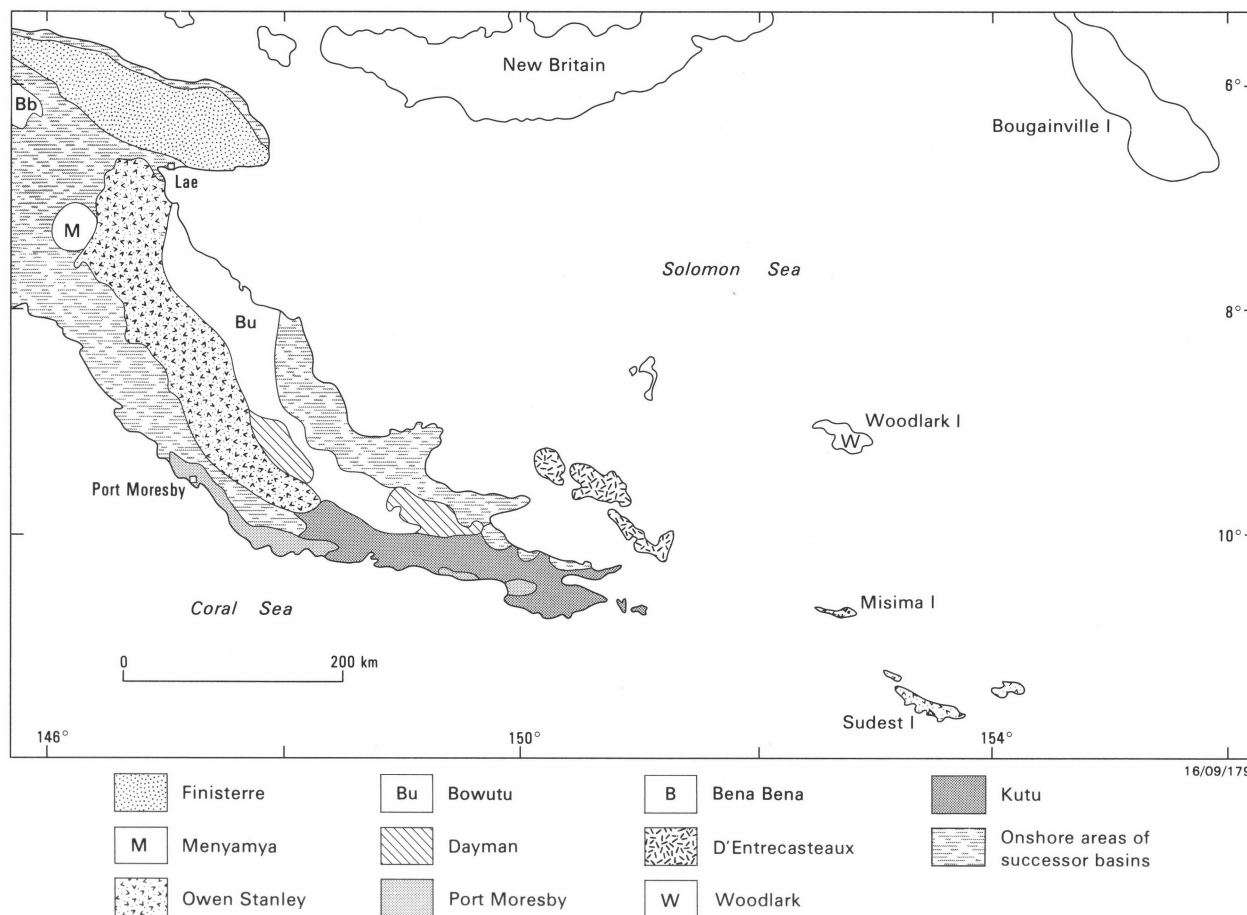 New Britain
6°
Bb
Bougainville I
Lae
M
Solomon Sea
8°
Bu
Woodlark I
W
Port Moresby
10°
Coral Sea
Misima I
0 200 km
Sudest I
146° 150° 154°
16/09/179
Finisterre Bu Bowutu B Bena Bena Kutu
M Menyamya Dayman D'Entrecasteaux Onshore areas of
successor basins
Owen Stanley Port Moresby W Woodlark